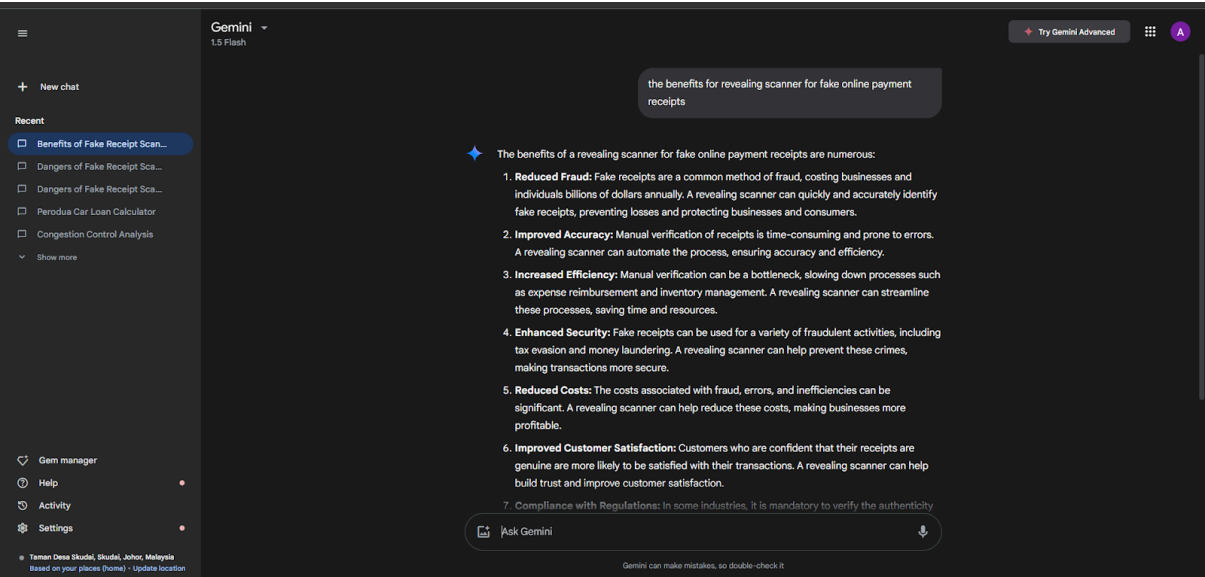 Gemini
1.5 Flash
Try Gemini Advanced
A
New chat
Recent
Benefits of Fake Receipt Scan...
Dangers of Fake Receipt Sca...
Dangers of Fake Receipt Sca...
Perodua Car Loan Calculator
Congestion Control Analysis
Show more
the benefits for revealing scanner for fake online payment
receipts
The benefits of a revealing scanner for fake online payment receipts are numerous:
1. Reduced Fraud: Fake receipts are a common method of fraud, costing businesses and
individuals billions of dollars annually. A revealing scanner can quickly and accurately identify
fake receipts, preventing losses and protecting businesses and consumers.
2. Improved Accuracy: Manual verification of receipts is time-consuming and prone to errors.
A revealing scanner can automate the process, ensuring accuracy and efficiency.
3. Increased Efficiency: Manual verification can be a bottleneck, slowing down processes such
as expense reimbursement and inventory management. A revealing scanner can streamline
these processes, saving time and resources.
4. Enhanced Security: Fake receipts can be used for a variety of fraudulent activities, including
tax evasion and money laundering. A revealing scanner can help prevent these crimes,
making transactions more secure.
5. Reduced Costs: The costs associated with fraud, errors, and inefficiencies can be
significant. A revealing scanner can help reduce these costs, making businesses more
profitable.
6. Improved Customer Satisfaction: Customers who are confident that their receipts are
genuine are more likely to be satisfied with their transactions. A revealing scanner can help
build trust and improve customer satisfaction.
7. Compliance with Regulations: In some industries, it is mandatory to verify the authenticity
Ask Gemini
Gemini can make mistakes, so double-check it
Gem manager
Help
Activity
Settings
Taman Desa Skudai, Skudai, Johor, Malaysia
Based on your places (home) • Update location